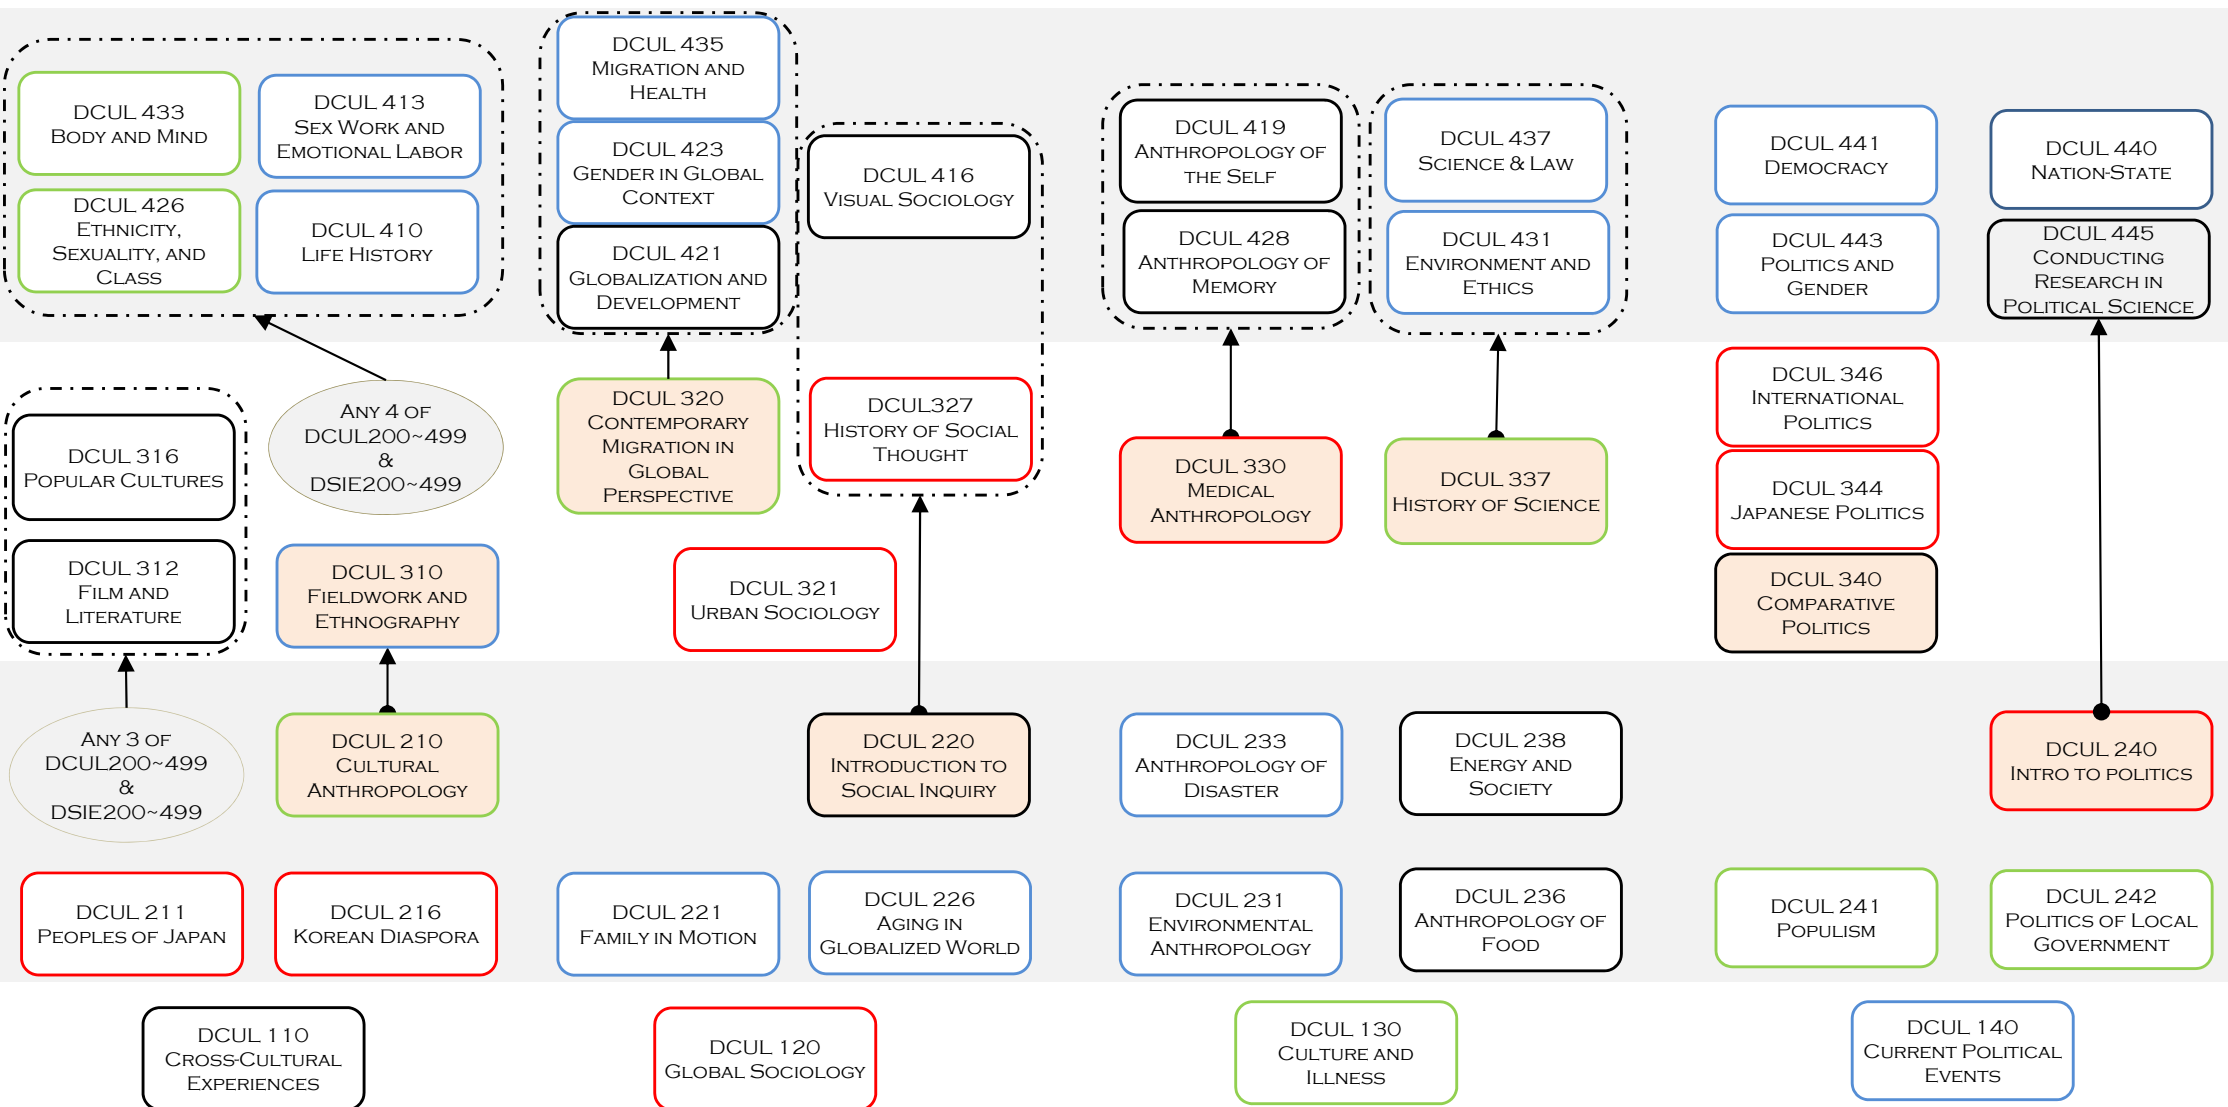 DCUL 433
Body and Mind
DCUL 413
Sex Work and
Emotional Labor
DCUL 426
Ethnicity,
Sexuality, and
Class
DCUL 410
Life History
DCUL 435
Migration and
Health
DCUL 423
Gender in Global
Context
DCUL 421
Globalization and
Development
DCUL 416
Visual Sociology
DCUL 419
Anthropology of
the Self
DCUL 428
Anthropology of
Memory
DCUL 437
Science & Law
DCUL 431
Environment and
Ethics
DCUL 441
Democracy
DCUL 443
Politics and
Gender
DCUL 440
Nation-State
DCUL 445
Conducting
Research in
Political Science
DCUL 316
Popular Cultures
DCUL 312
Film and
Literature
Any 4 of
DCUL200~499
&
DSIE200~499
DCUL 310
Fieldwork and
Ethnography
DCUL 320
Contemporary
Migration in
Global
Perspective
DCUL327
History of Social
Thought
DCUL 321
Urban Sociology
DCUL 330
Medical
Anthropology
DCUL 337
History of Science
DCUL 346
International
Politics
DCUL 344
Japanese Politics
DCUL 340
Comparative
Politics
Any 3 of
DCUL200~499
&
DSIE200~499
DCUL 210
Cultural
Anthropology
DCUL 220
Introduction to
Social Inquiry
DCUL 233
Anthropology of
Disaster
DCUL 238
Energy and
Society
DCUL 240
Intro to politics
DCUL 211
Peoples of Japan
DCUL 216
Korean Diaspora
DCUL 221
Family in Motion
DCUL 226
Aging in
Globalized World
DCUL 231
Environmental
Anthropology
DCUL 236
Anthropology of
Food
DCUL 241
Populism
DCUL 242
Politics of Local
Government
DCUL 110
Cross-Cultural
Experiences
DCUL 120
Global Sociology
DCUL 130
Culture and
Illness
DCUL 140
Current Political
Events